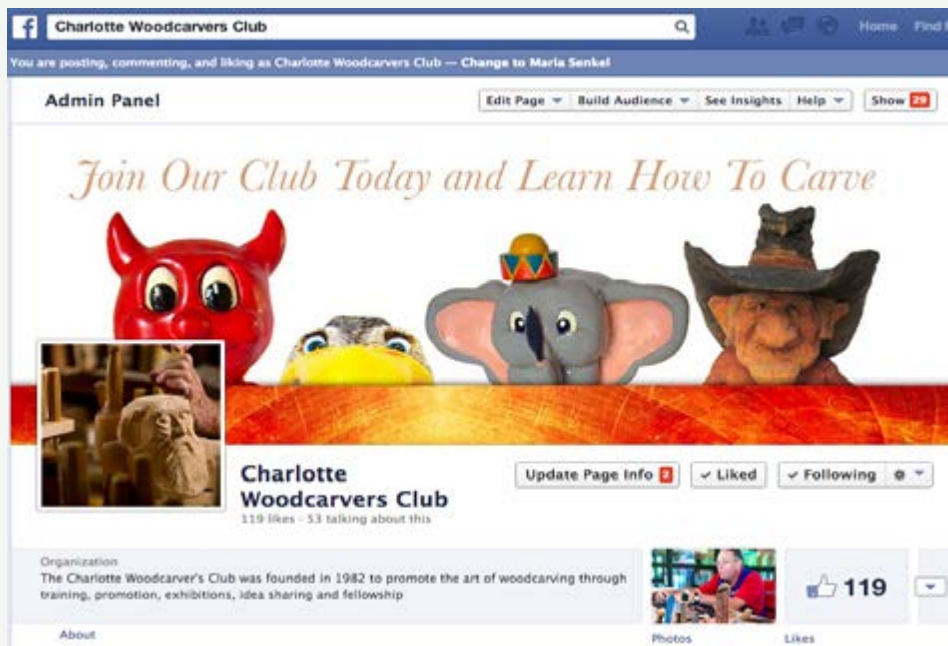 f Charlotte Woodcarvers Club
Home Find
You are posting, commenting, and liking as Charlotte Woodcarvers Club — Change to Maria Senkel
Admin Panel
Edit Page Build Audience See Insights Help Show 29
Join Our Club Today and Learn How To Carve
Charlotte
Woodcarvers Club
119 likes · 53 talking about this
Update Page Info 2 ✓ Liked ✓ Following
Organization
The Charlotte Woodcarver's Club was founded in 1982 to promote the art of woodcarving through
training, promotion, exhibitions, idea sharing and fellowship
119
About
Photos
Likes